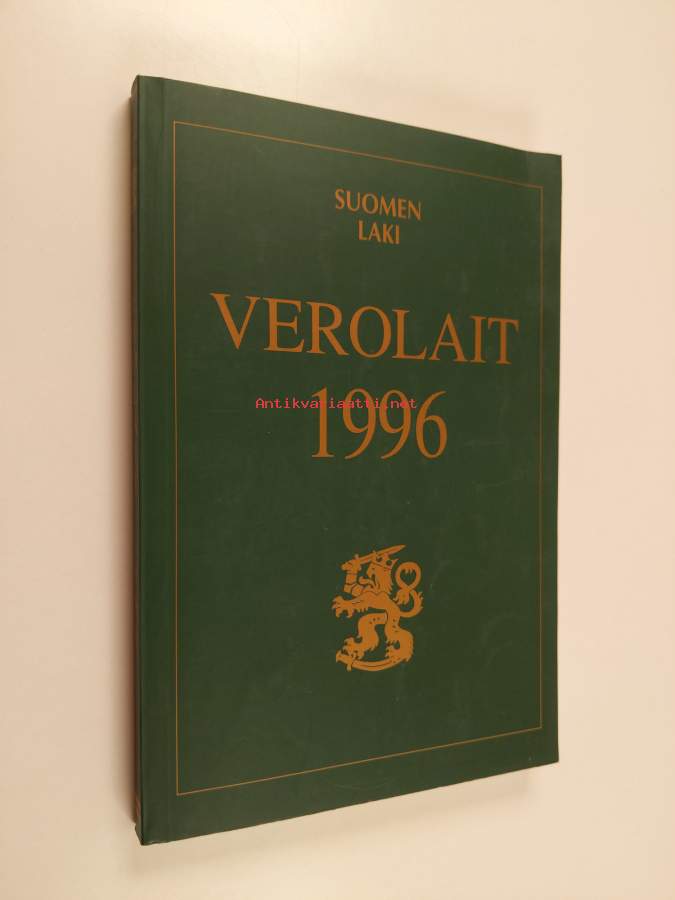 SUOMEN
LAKI
VEROLAIT
Antikvariaatti.net
1996